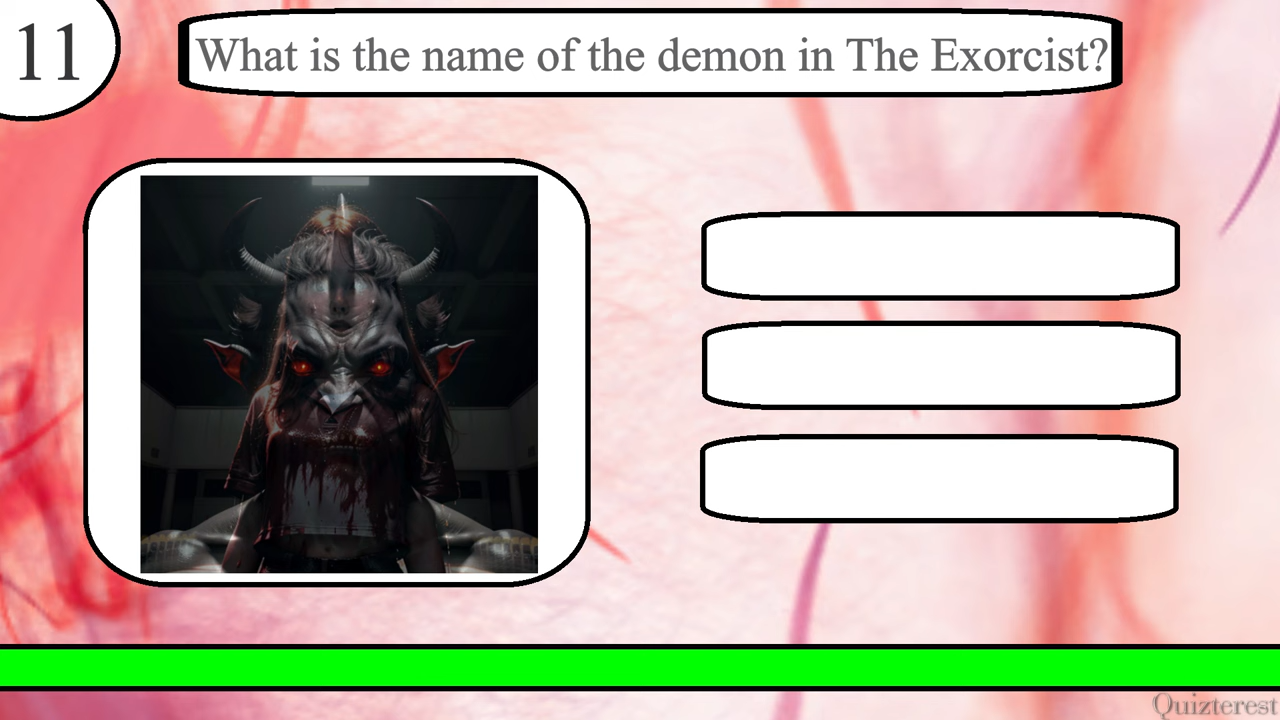 11
What is the name of the demon in The Exorcist?
Quizterest